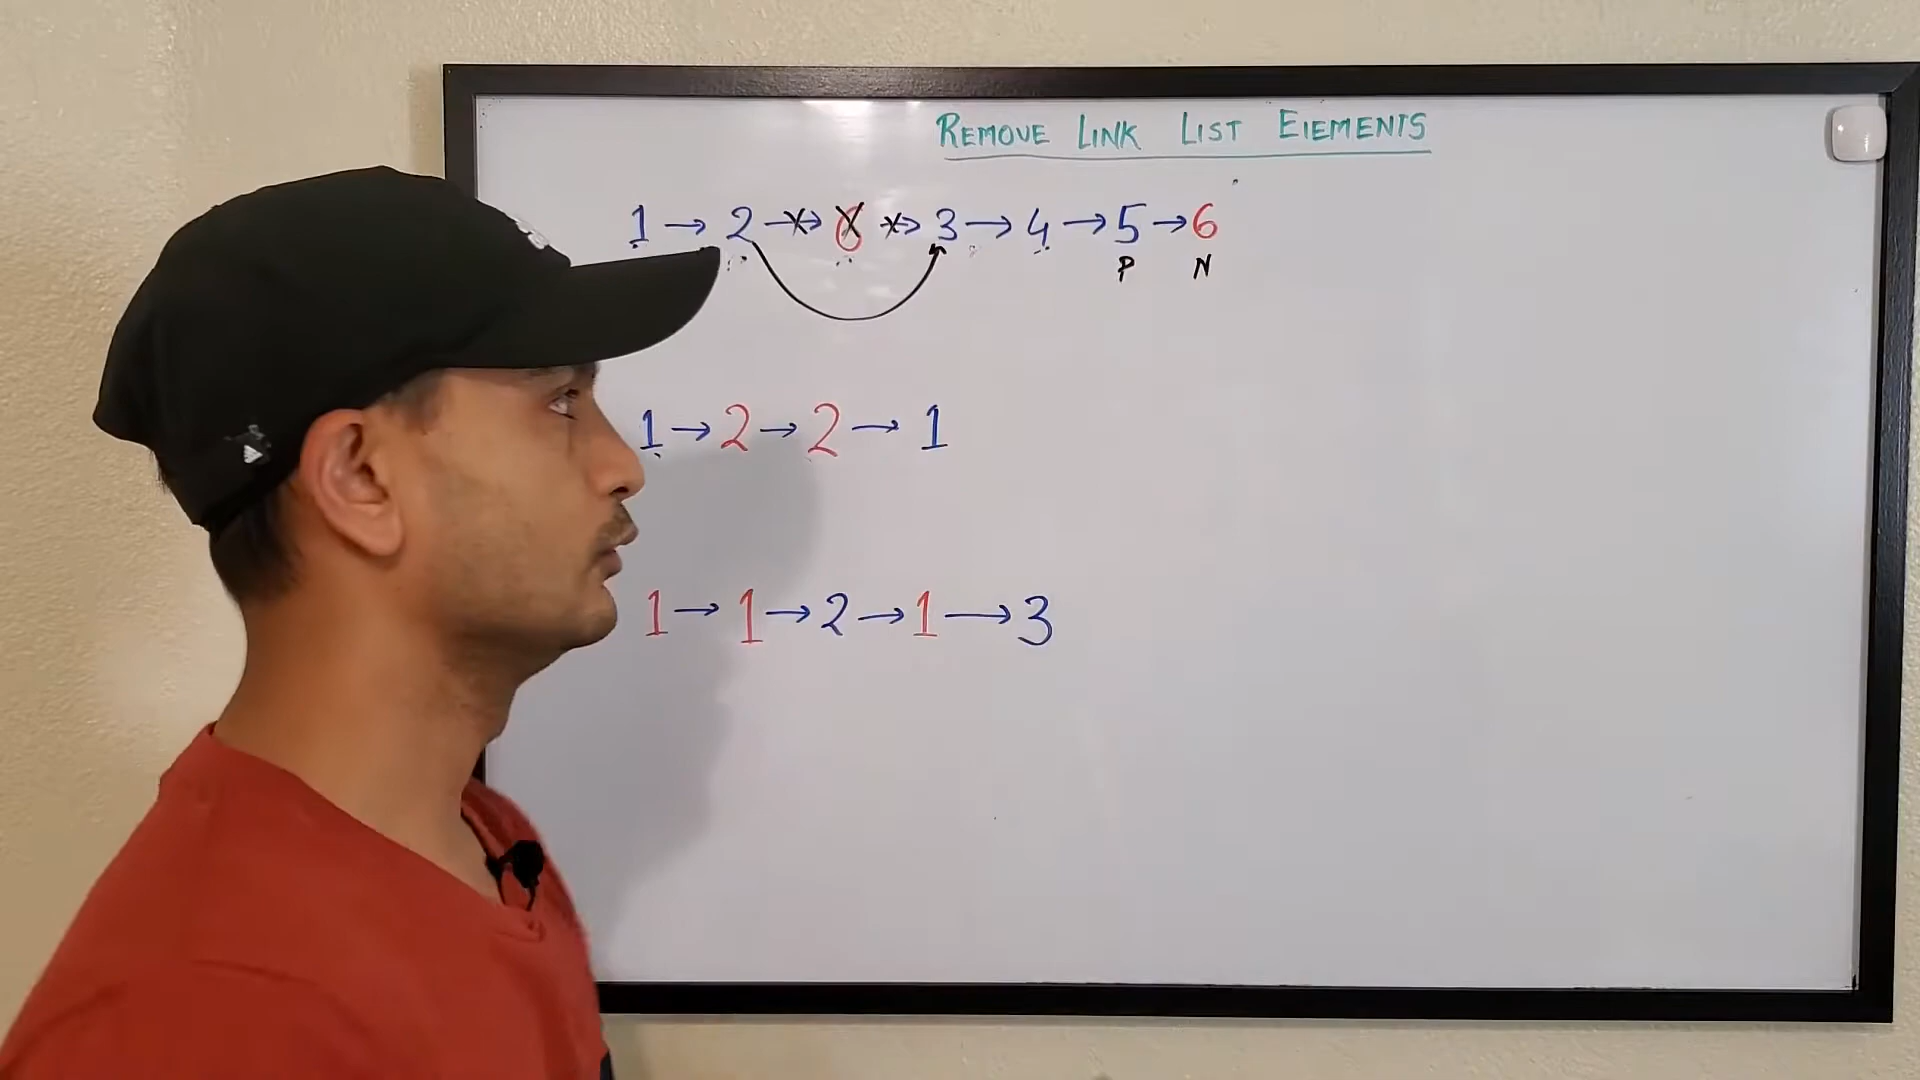 REMOVE LINK LIST ElEMENTS
1 → 2 → 6 → 3 → 4 → 5 → 6
P N
1 → 2 → 2 → 1
1 → 1 → 2 → 1 → 3